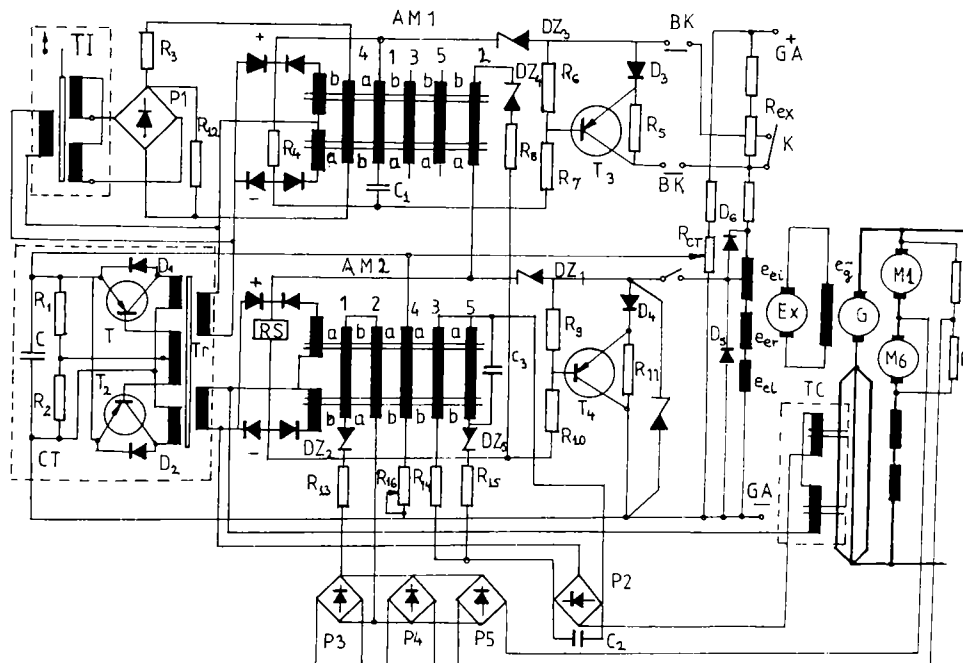 AM1
TI
R3
P1
R12
R4
C1
+
-
4 1 3 5 2
b a b b
a b a a a
DZ3
DZ4
R8
R6
R7
T3
D3
R5
BK
BK
+
GA
Rex
K
D6
RCT
AM2
D1
R1
C
T
T2
R2
CT
D2
Tr
+
-
RS
1 2 4 3 5
a b a a a
b a b b b
C3
DZ1
DZ2
DZ5
R13
R16
R14
R15
R9
R10
T4
D4
R11
D5
eei
eer
eei
Ex
eg
G
M1
M6
TC
GA
-
P2
C2
P3
P4
P5